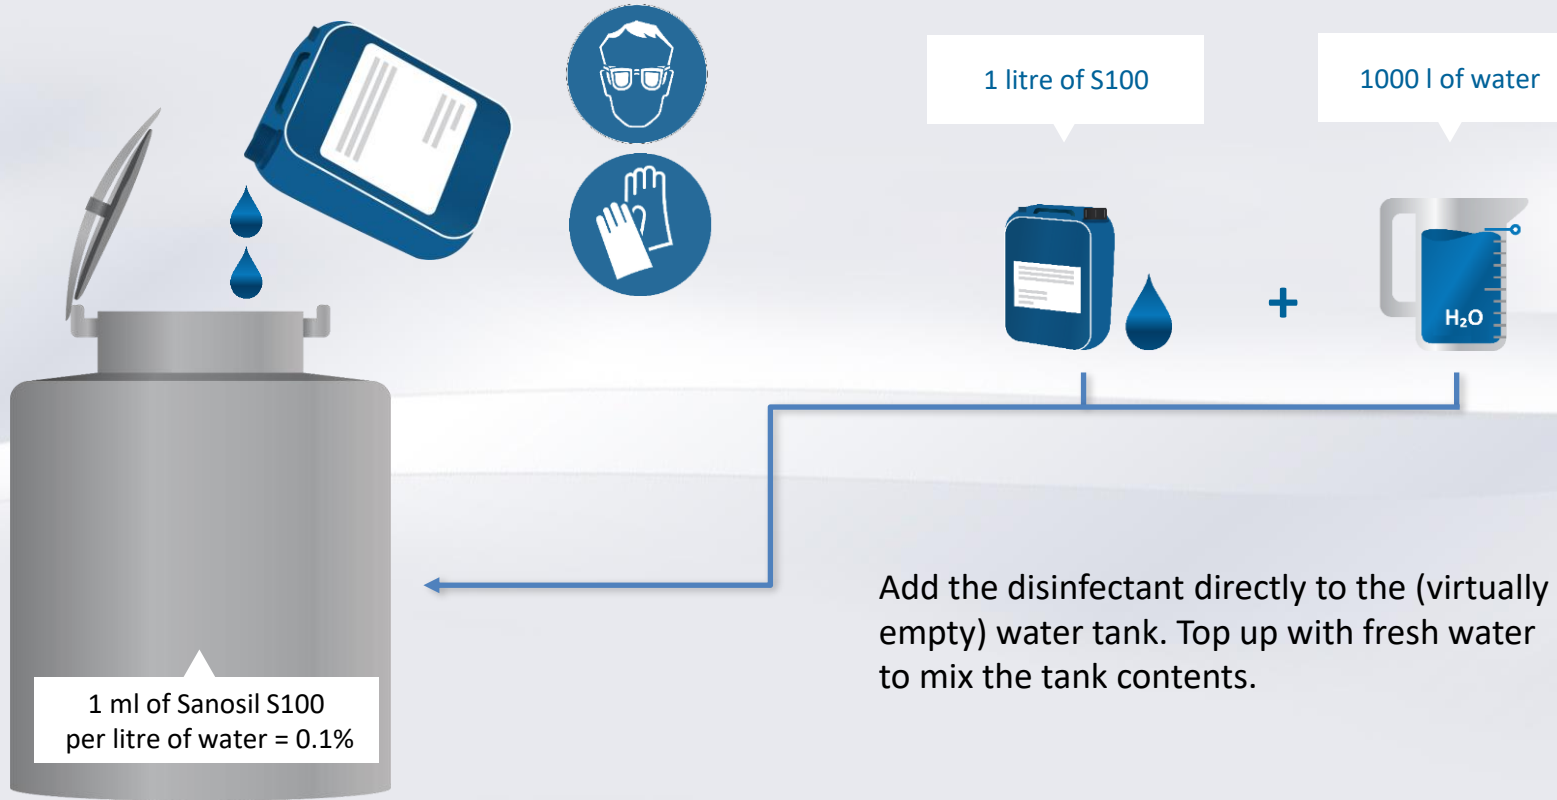 1 litre of S100
1000 l of water
H₂O
Add the disinfectant directly to the (virtually
empty) water tank. Top up with fresh water
to mix the tank contents.
1 ml of Sanosil S100
per litre of water = 0.1%